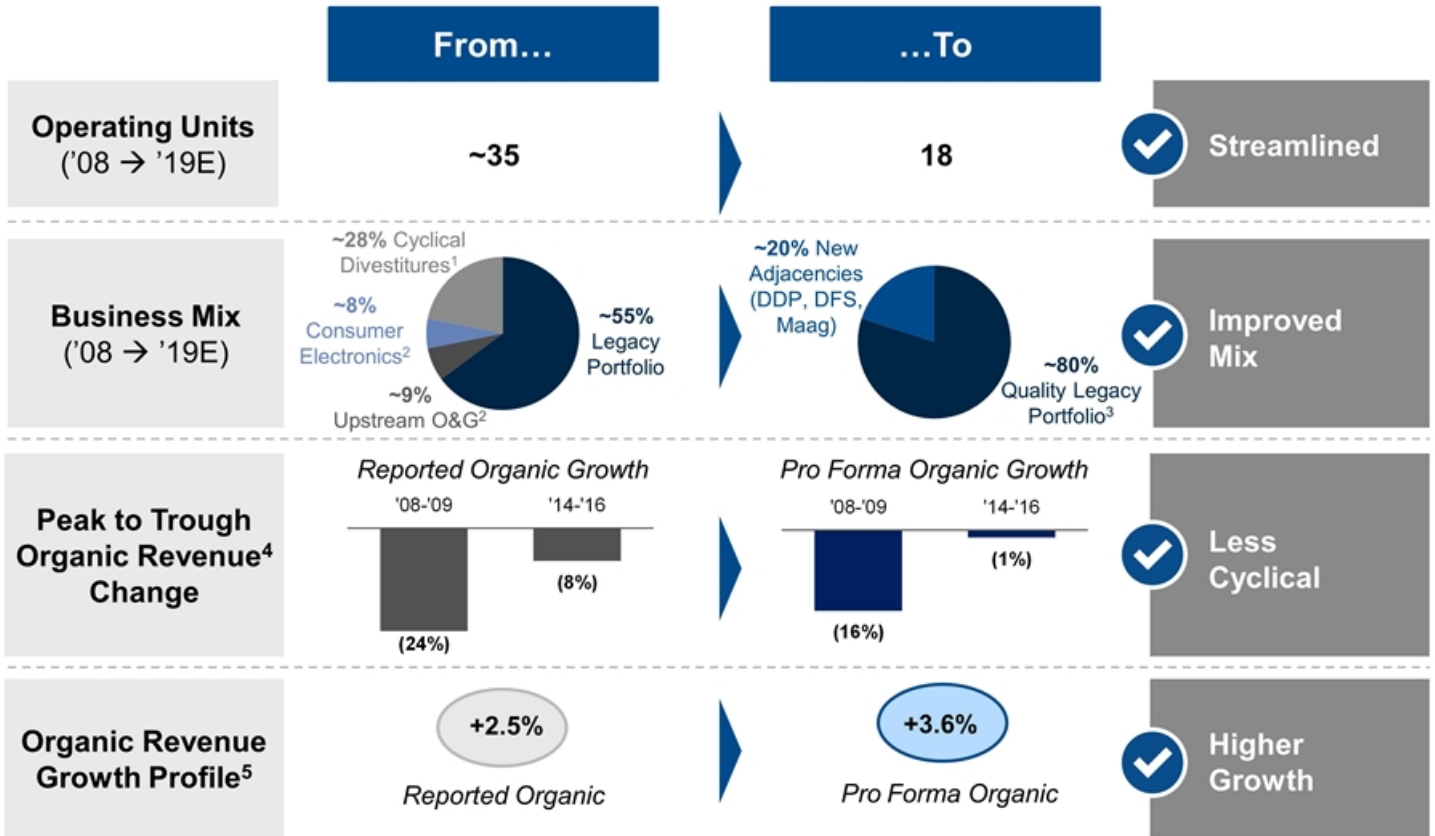 From…
…To
Operating Units
(’08 → ’19E)
~35
18
Streamlined
Business Mix
(’08 → ’19E)
~28% Cyclical
Divestitures¹
~8%
Consumer
Electronics²
~9%
Upstream O&G²
~55%
Legacy
Portfolio
~20% New
Adjacencies
(DDP, DFS,
Maag)
~80%
Quality Legacy
Portfolio³
Improved
Mix
Peak to Trough
Organic Revenue⁴
Change
Reported Organic Growth
'08-'09
'14-'16
(24%)
(8%)
Pro Forma Organic Growth
'08-'09
'14-'16
(16%)
(1%)
Less
Cyclical
Organic Revenue
Growth Profile⁵
+2.5%
Reported Organic
+3.6%
Pro Forma Organic
Higher
Growth